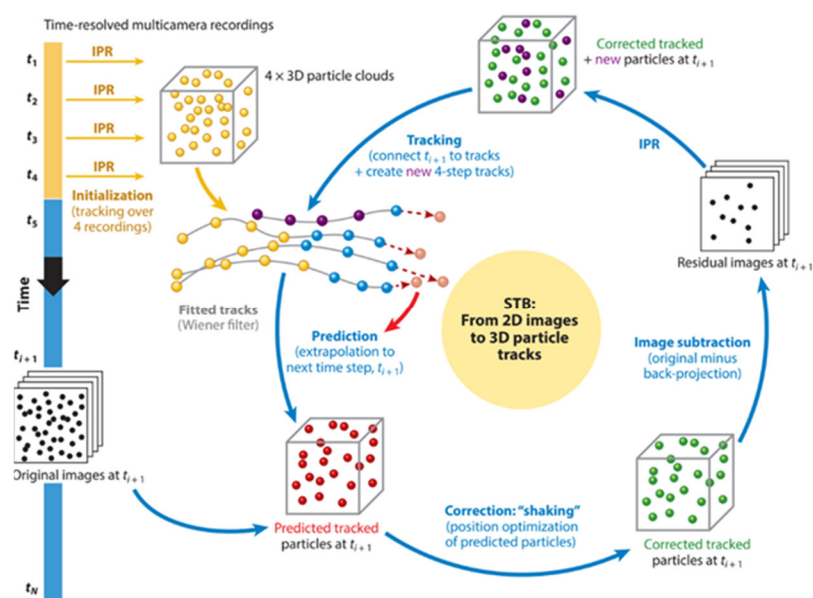 Time-resolved multicamera recordings
t1
IPR
t2
IPR
t3
IPR
t4
IPR
4 × 3D particle clouds
Initialization
(tracking over
4 recordings)
t5
Time
ti+1
Original images at ti+1
tN
Fitted tracks
(Wiener filter)
Tracking
(connect ti+1 to tracks
+ create new 4-step tracks)
Corrected tracked
+ new particles at ti+1
IPR
Residual images at ti+1
STB:
From 2D images
to 3D particle
tracks
Prediction
(extrapolation to
next time step, ti+1)
Image subtraction
(original minus
back-projection)
Predicted tracked
particles at ti+1
Correction: “shaking”
(position optimization
of predicted particles)
Corrected tracked
particles at ti+1